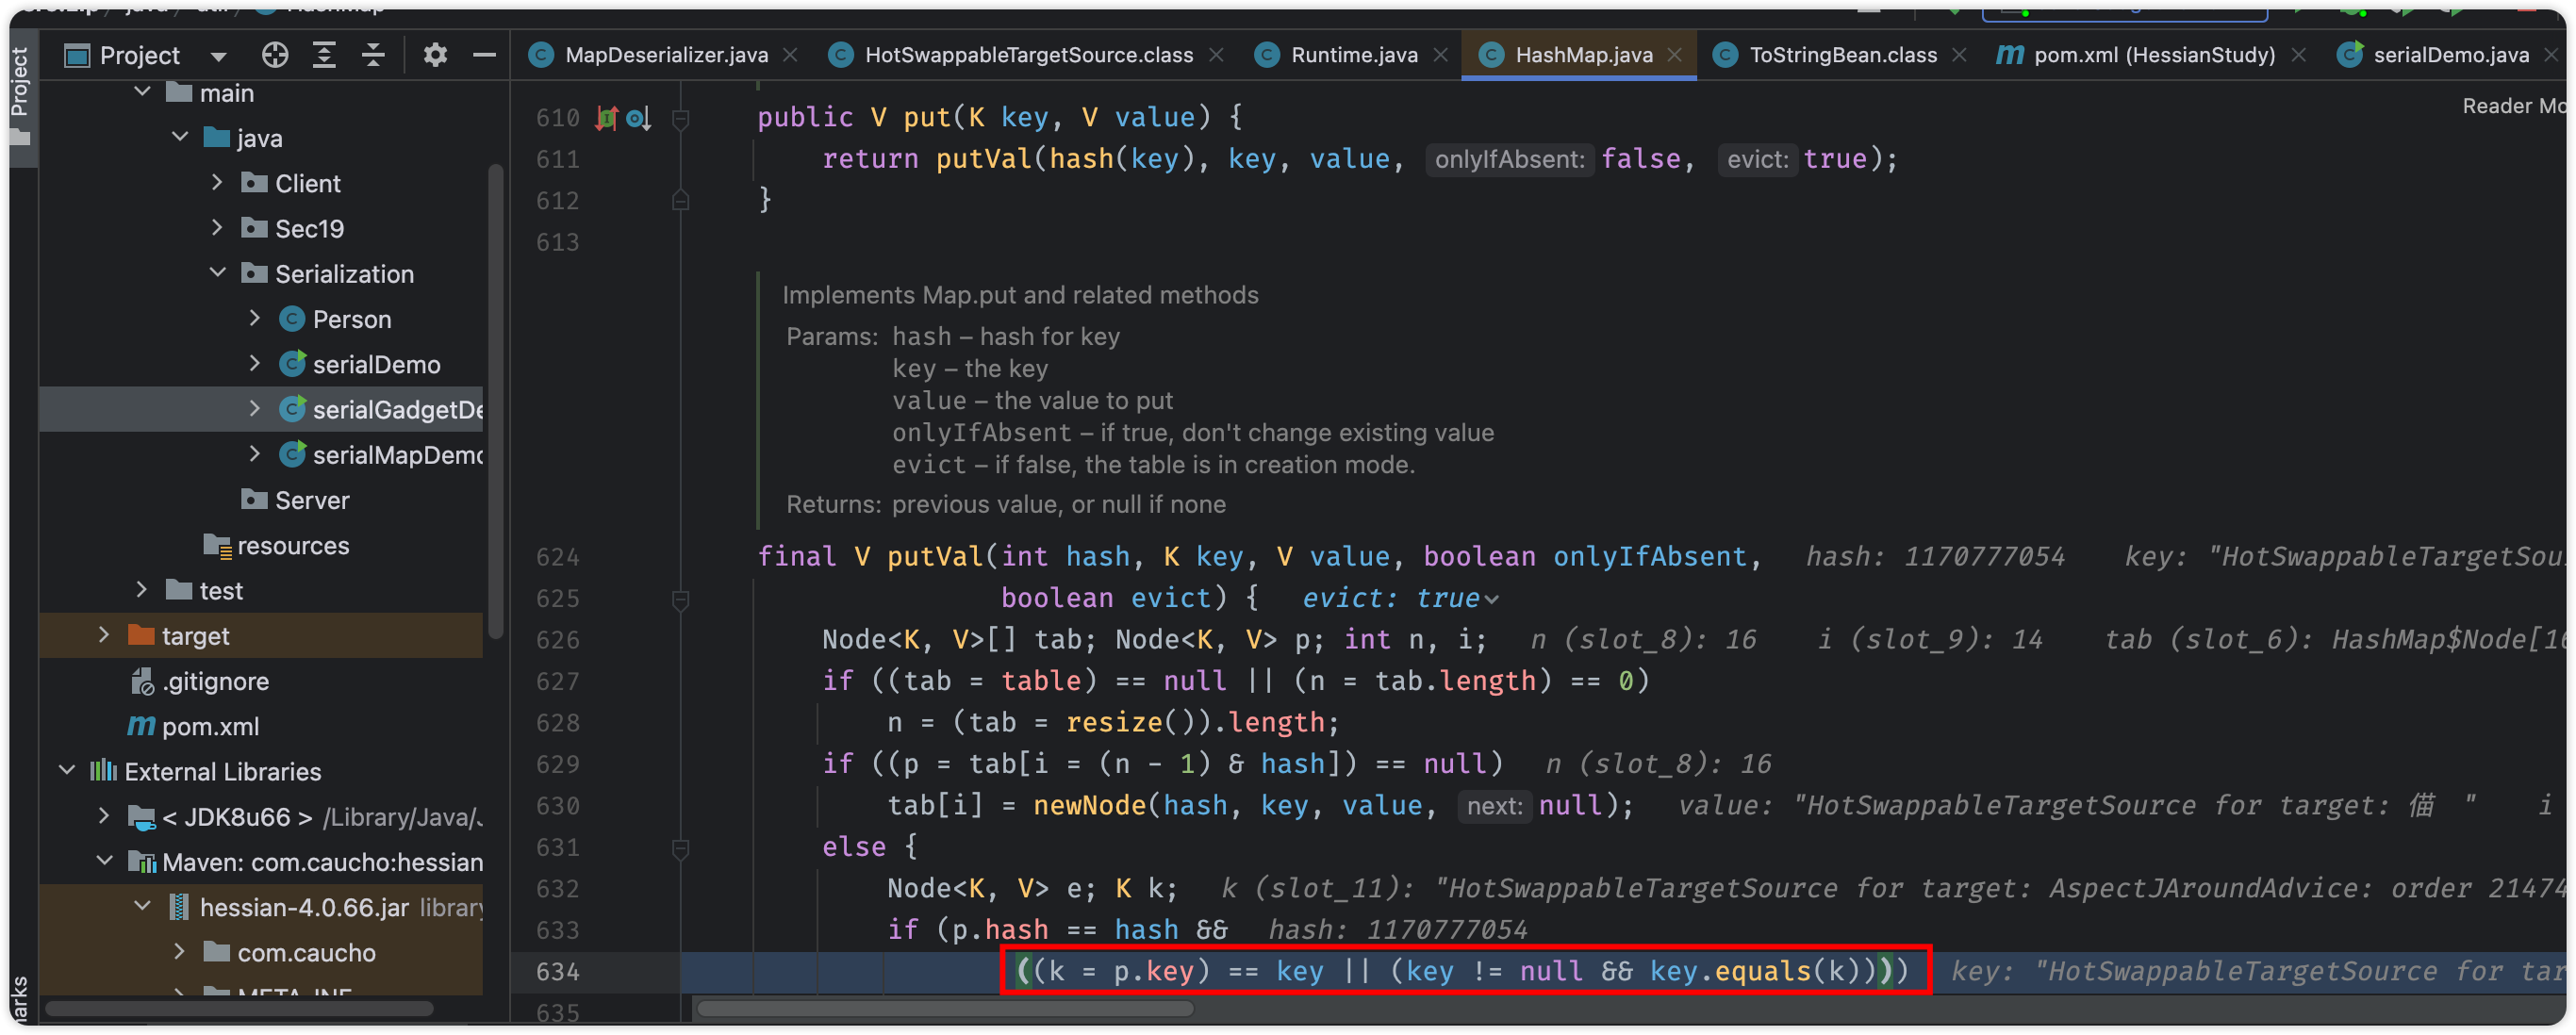 Project
MapDeserializer.java
HotSwappableTargetSource.class
Runtime.java
HashMap.java
ToStringBean.class
pom.xml (HessianStudy)
serialDemo.java
Project
main
java
Client
Sec19
Serialization
Person
serialDemo
serialGadgetDe
serialMapDemo
Server
resources
test
target
.gitignore
pom.xml
External Libraries
< JDK8u66 > /Library/Java/J
Maven: com.caucho:hessian
hessian-4.0.66.jar library
com.caucho
META-INF
Reader Mo
610 public V put(K key, V value) {
611 return putVal(hash(key), key, value, onlyIfAbsent: false, evict: true);
612 }
613
Implements Map.put and related methods
Params: hash – hash for key
key – the key
value – the value to put
onlyIfAbsent – if true, don't change existing value
evict – if false, the table is in creation mode.
Returns: previous value, or null if none
624 final V putVal(int hash, K key, V value, boolean onlyIfAbsent, hash: 1170777054 key: "HotSwappableTargetSou
625 boolean evict) { evict: true
626 Node<K, V>[] tab; Node<K, V> p; int n, i; n (slot_8): 16 i (slot_9): 14 tab (slot_6): HashMap$Node[16
627 if ((tab = table) == null || (n = tab.length) == 0)
628 n = (tab = resize()).length;
629 if ((p = tab[i = (n - 1) & hash]) == null) n (slot_8): 16
630 tab[i] = newNode(hash, key, value, next: null); value: "HotSwappableTargetSource for target: 偤 " i
631 else {
632 Node<K, V> e; K k; k (slot_11): "HotSwappableTargetSource for target: AspectJAroundAdvice: order 21474
633 if (p.hash == hash && hash: 1170777054
634 ((k = p.key) == key || (key != null && key.equals(k)))) key: "HotSwappableTargetSource for tar
635